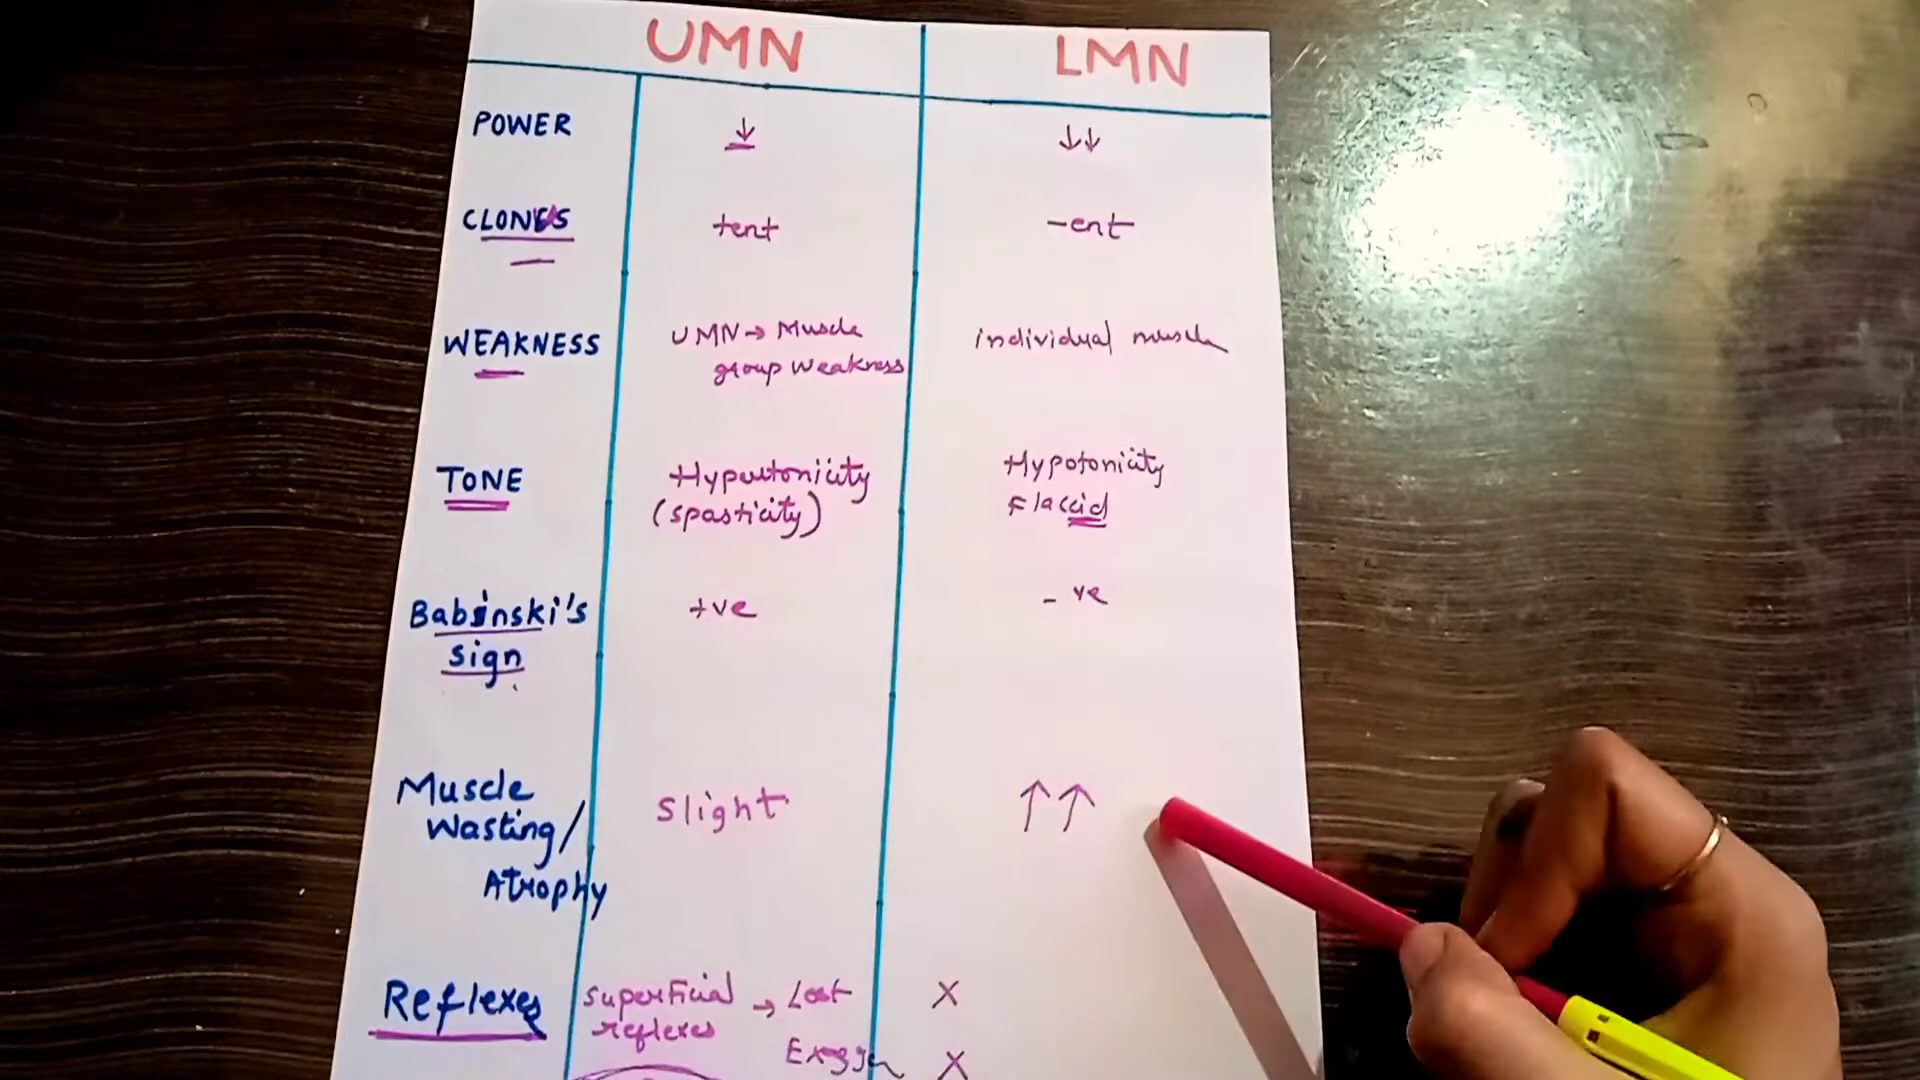 UMN LMN
POWER ↓ ↓↓
CLONUS +ent -ent
WEAKNESS UMN → Muscle individual muscle
group weakness
TONE Hypertonicity Hypotonicity
(spasticity) Flaccid
Babinski's +ve -ve
sign
Muscle Slight ↑↑
Wasting/
Atrophy
Reflexes superficial → Lost X
reflexes
X